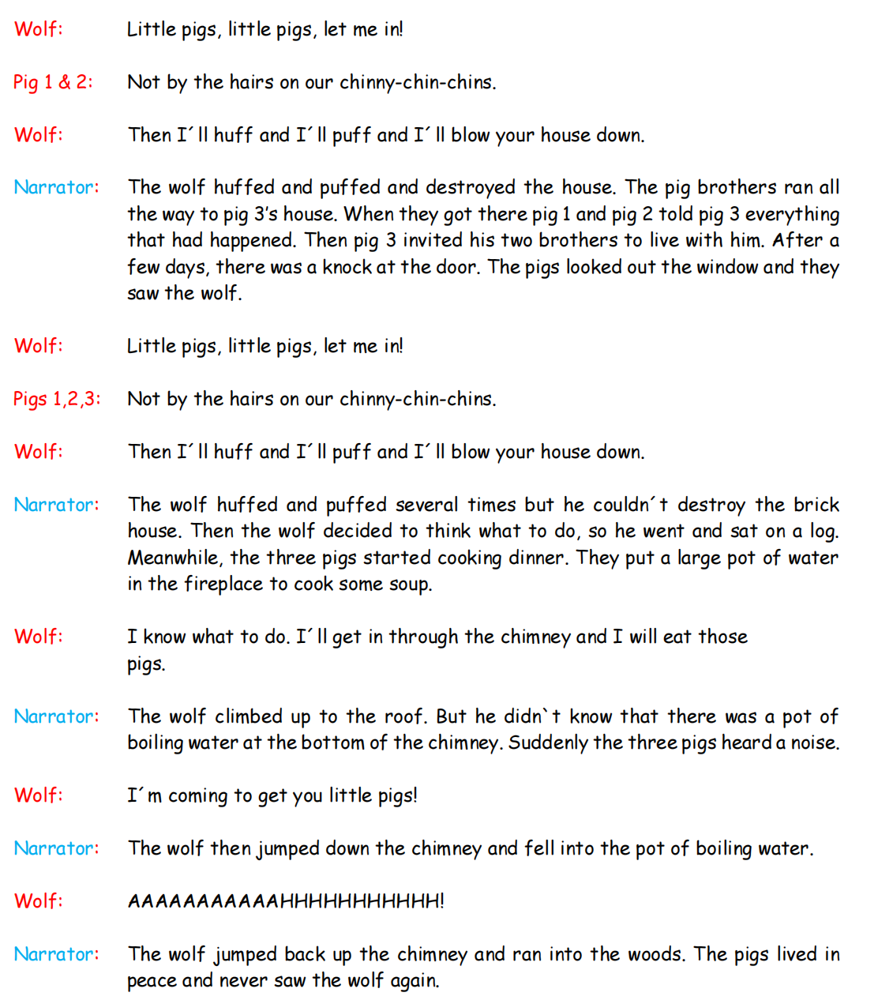 Wolf: Little pigs, little pigs, let me in!
Pig 1 & 2: Not by the hairs on our chinny-chin-chins.
Wolf: Then I´ll huff and I´ll puff and I´ll blow your house down.
Narrator: The wolf huffed and puffed and destroyed the house. The pig brothers ran all
the way to pig 3's house. When they got there pig 1 and pig 2 told pig 3 everything
that had happened. Then pig 3 invited his two brothers to live with him. After a
few days, there was a knock at the door. The pigs looked out the window and they
saw the wolf.
Wolf: Little pigs, little pigs, let me in!
Pigs 1,2,3: Not by the hairs on our chinny-chin-chins.
Wolf: Then I´ll huff and I´ll puff and I´ll blow your house down.
Narrator: The wolf huffed and puffed several times but he couldn´t destroy the brick
house. Then the wolf decided to think what to do, so he went and sat on a log.
Meanwhile, the three pigs started cooking dinner. They put a large pot of water
in the fireplace to cook some soup.
Wolf: I know what to do. I´ll get in through the chimney and I will eat those
pigs.
Narrator: The wolf climbed up to the roof. But he didn`t know that there was a pot of
boiling water at the bottom of the chimney. Suddenly the three pigs heard a noise.
Wolf: I´m coming to get you little pigs!
Narrator: The wolf then jumped down the chimney and fell into the pot of boiling water.
Wolf: AAAAAAAAAAAHHHHHHHHHHH!
Narrator: The wolf jumped back up the chimney and ran into the woods. The pigs lived in
peace and never saw the wolf again.